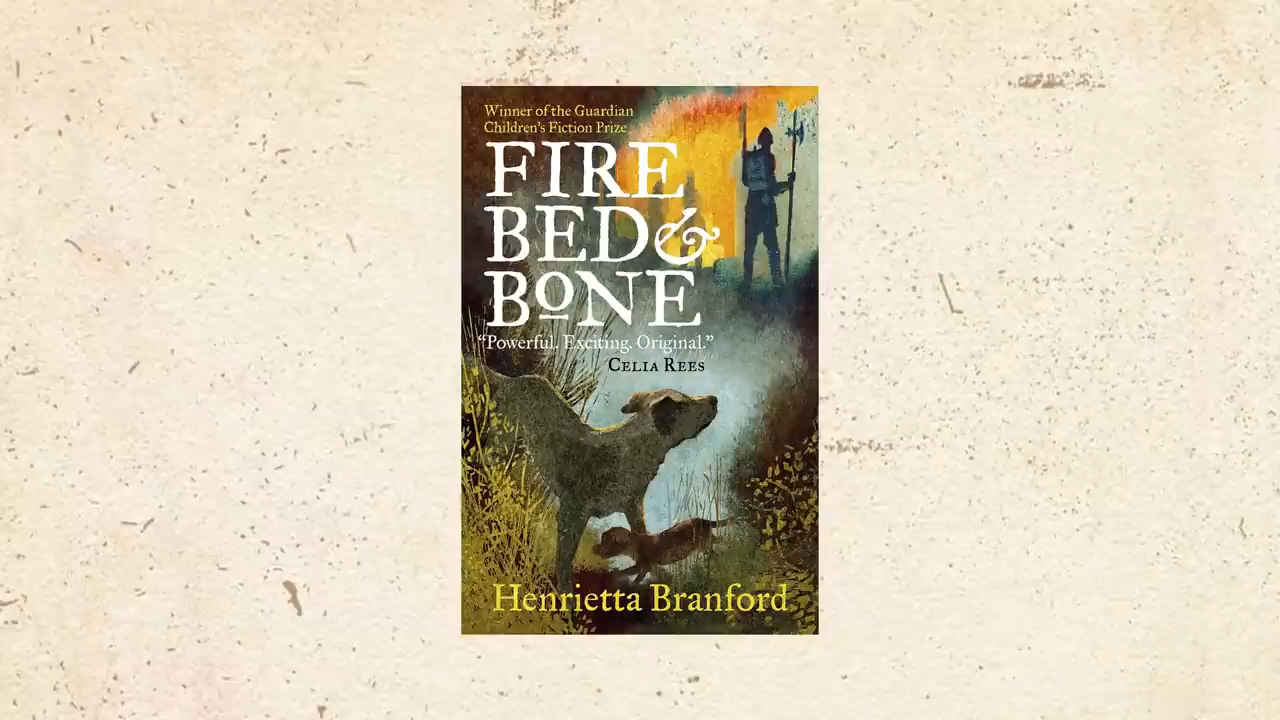 Winner of the Guardian
Children's Fiction Prize
FIRE
BED &
BONE
“Powerful. Exciting. Original.”
CELIA REES
Henrietta Branford